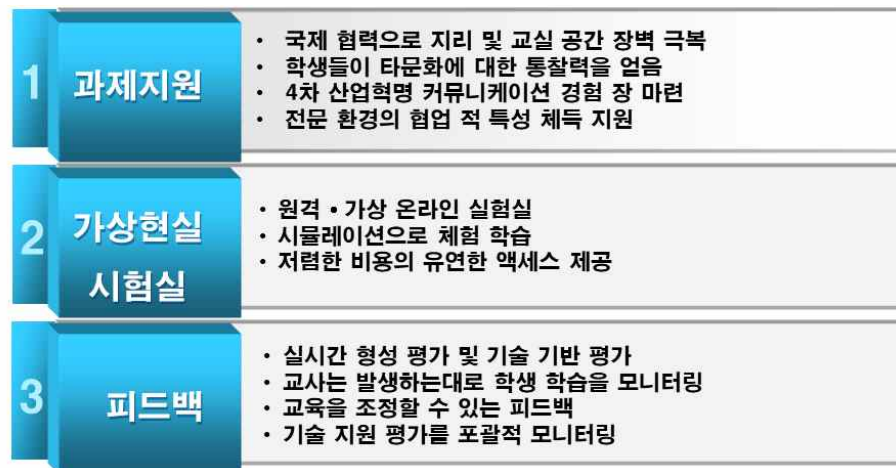 1
과제지원
• 국제 협력으로 지리 및 교실 공간 장벽 극복
• 학생들이 타문화에 대한 통찰력을 얻음
• 4차 산업혁명 커뮤니케이션 경험 장 마련
• 전문 환경의 협업 적 특성 체득 지원
2
가상현실
시험실
• 원격 • 가상 온라인 실험실
• 시뮬레이션으로 체험 학습
• 저렴한 비용의 유연한 액세스 제공
3
피드백
• 실시간 형성 평가 및 기술 기반 평가
• 교사는 발생하는대로 학생 학습을 모니터링
• 교육을 조정할 수 있는 피드백
• 기술 지원 평가를 포괄적 모니터링